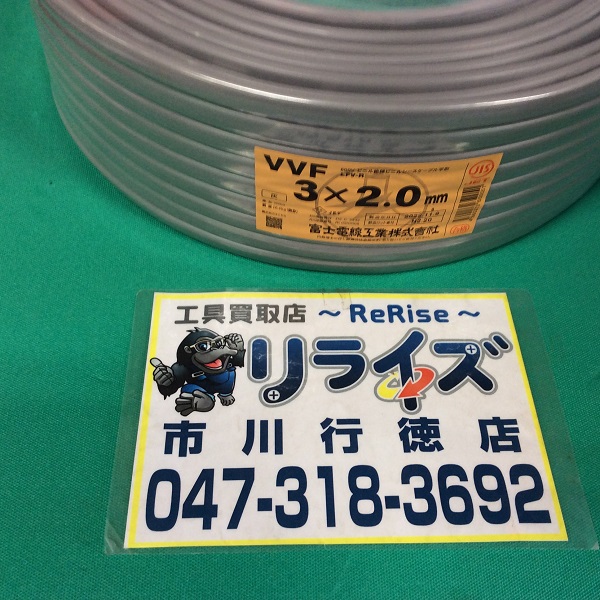 VVF
3×2.0mm
富士電線工業株式会社
工具買取店 ～ReRise～
リライズ
市川行徳店
047-318-3692